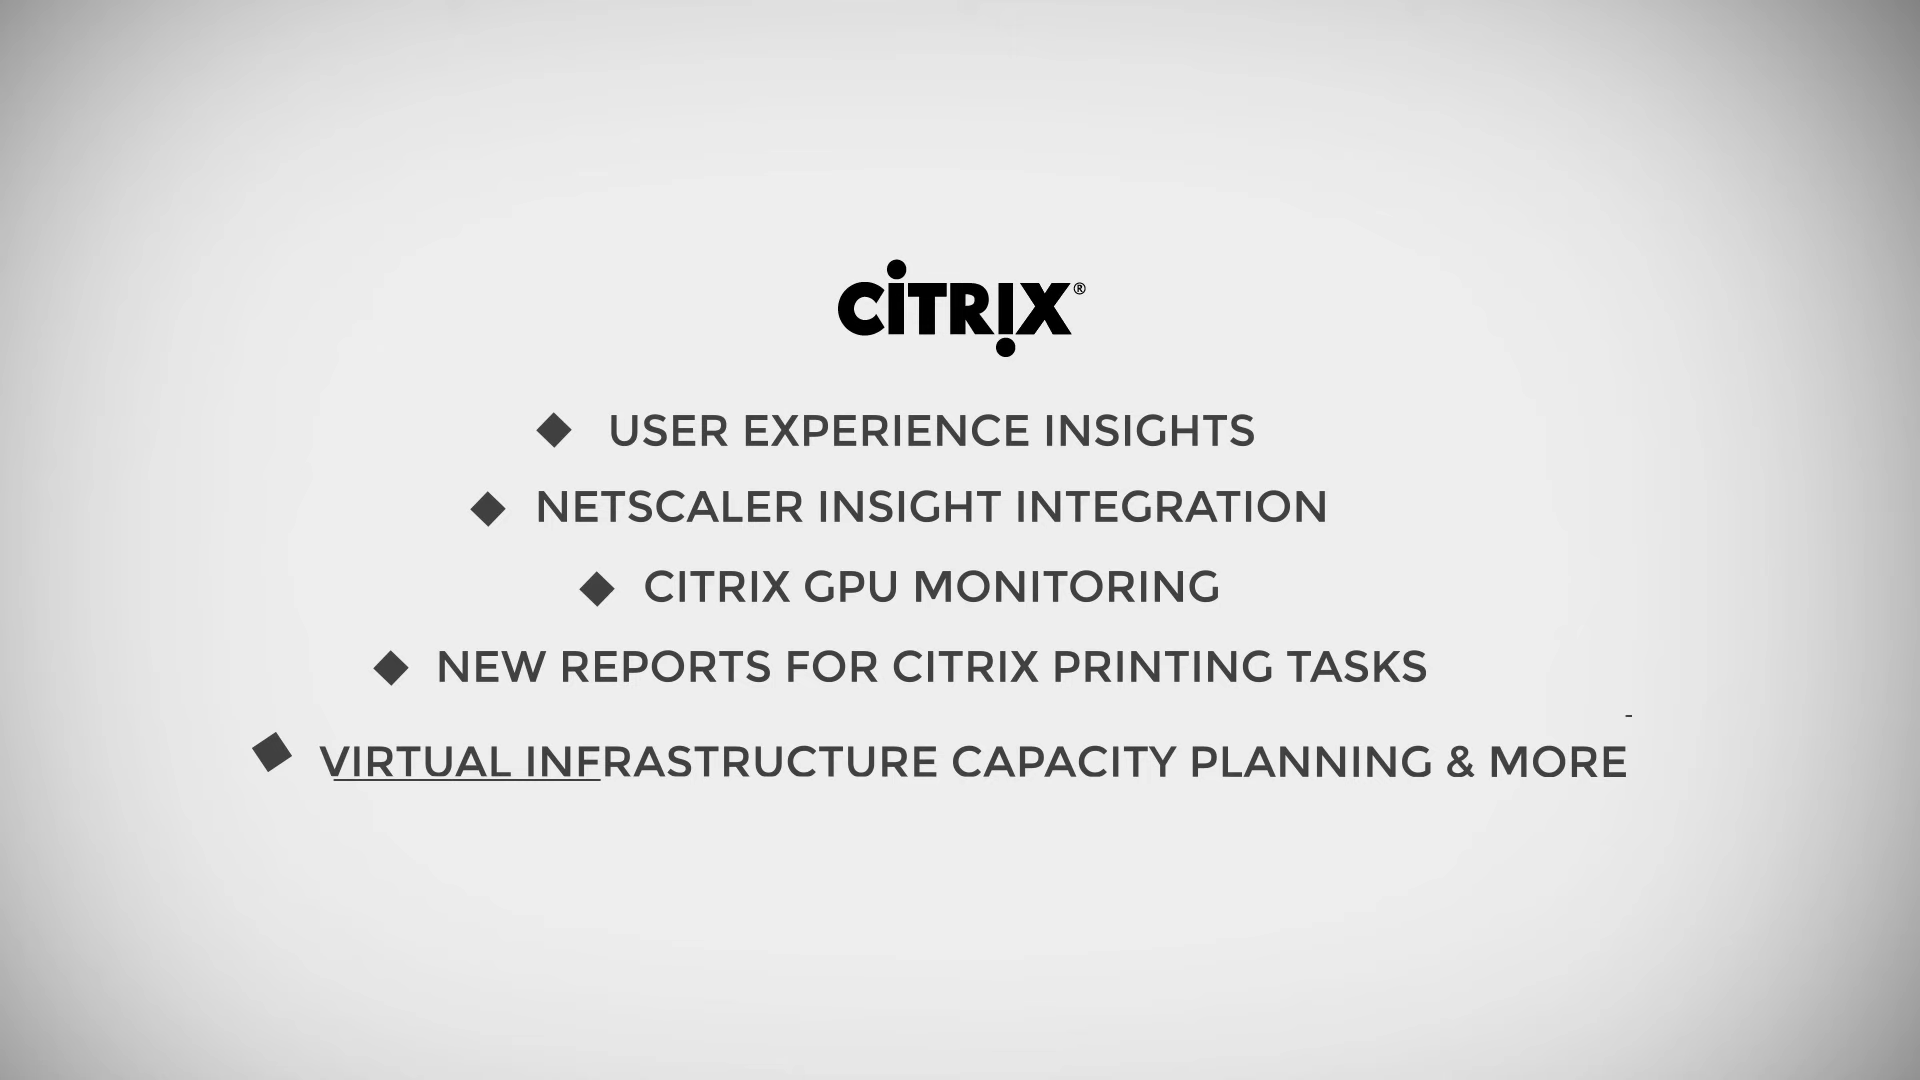 CITRIX®
◆ USER EXPERIENCE INSIGHTS
◆ NETSCALER INSIGHT INTEGRATION
◆ CITRIX GPU MONITORING
◆ NEW REPORTS FOR CITRIX PRINTING TASKS
◆ VIRTUAL INFRASTRUCTURE CAPACITY PLANNING & MORE